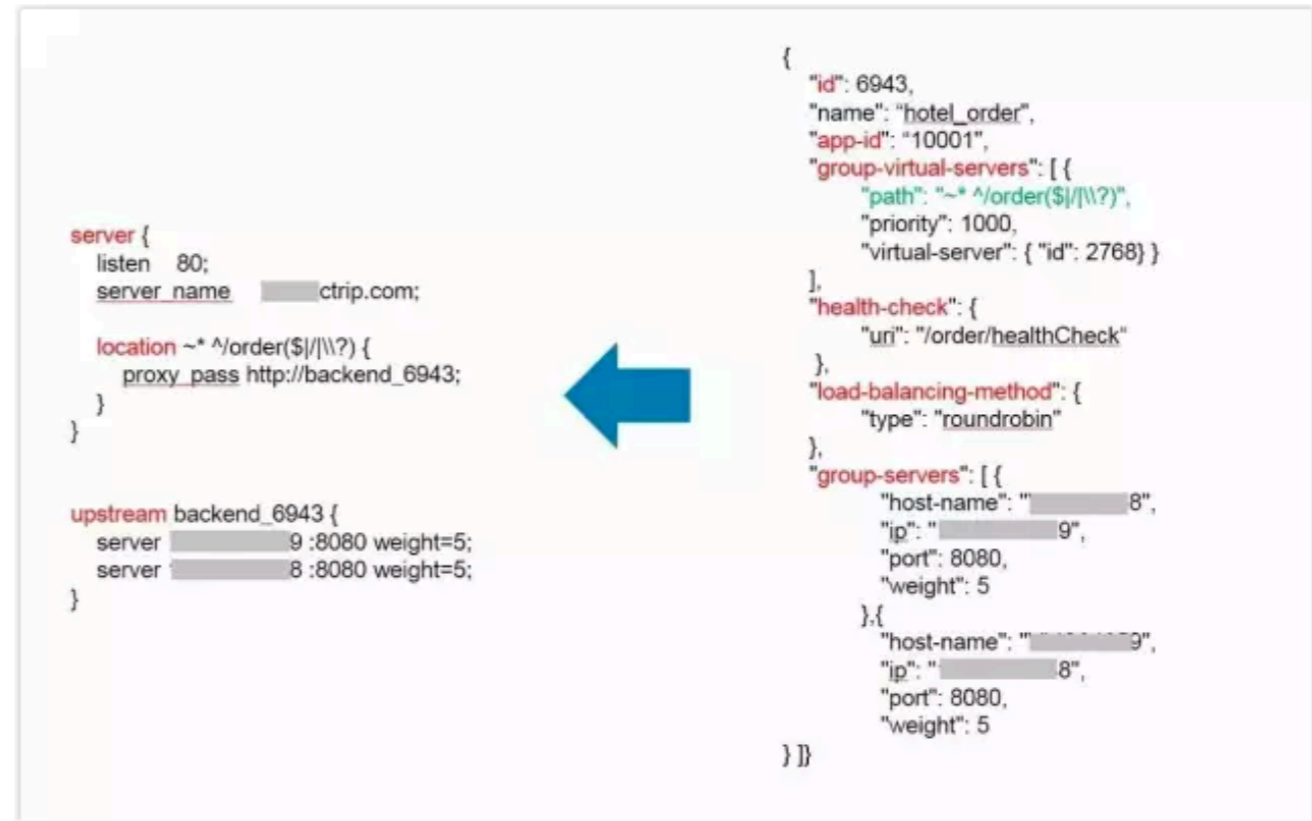 server {
listen 80;
server_name ctrip.com;
location ~* ^/order($|/|\\?) {
proxy_pass http://backend_6943;
}
}
upstream backend_6943 {
server 9 :8080 weight=5;
server 8 :8080 weight=5;
}
{
"id": 6943,
"name": “hotel_order",
"app-id": “10001”,
"group-virtual-servers": [ {
"path": "~* ^/order($|/|\\?)",
"priority": 1000,
"virtual-server": { "id": 2768} }
],
"health-check": {
"uri": "/order/healthCheck"
},
"load-balancing-method": {
"type": "roundrobin"
},
"group-servers": [ {
"host-name": " 8",
"ip": " 9",
"port": 8080,
"weight": 5
},{
"host-name": " 9",
"ip": " 8",
"port": 8080,
"weight": 5
} ]}